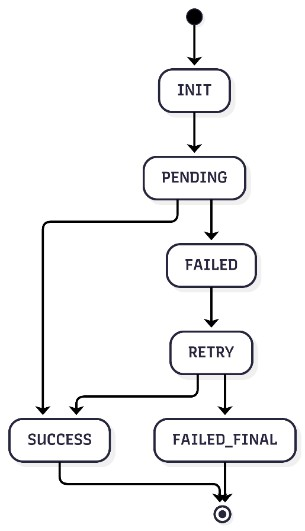 INIT
PENDING
FAILED
RETRY
SUCCESS
FAILED_FINAL